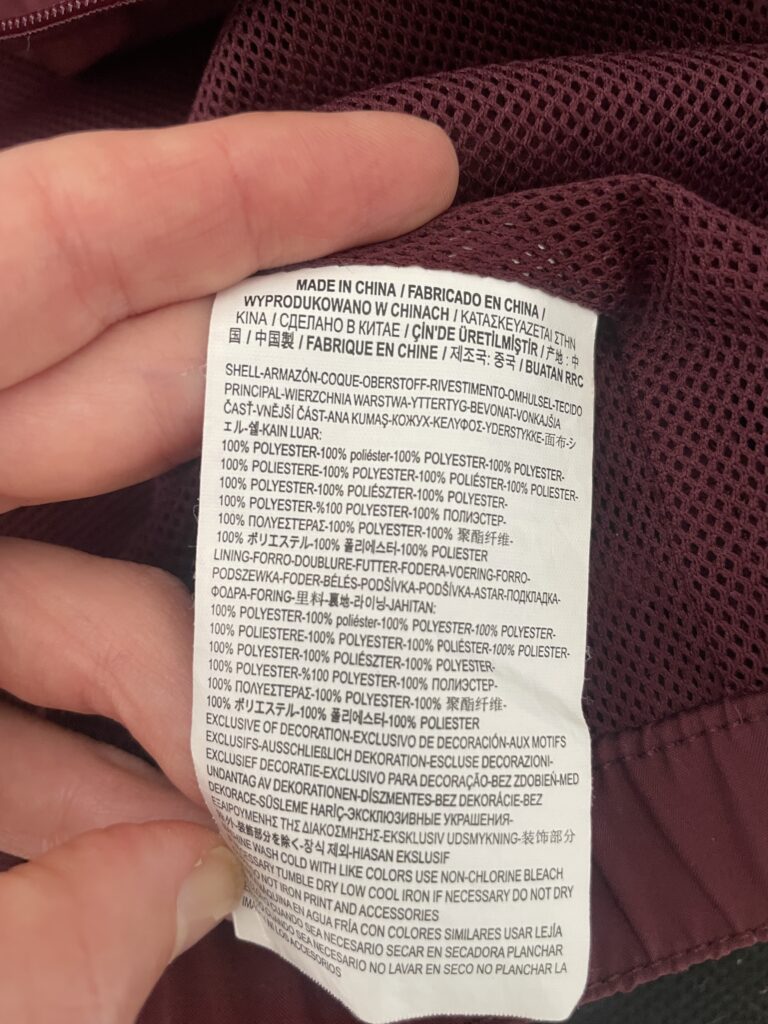 MADE IN CHINA / FABRICADO EN CHINA /
WYPRODUKOWANO W CHINACH / ΚΑΤΑΣΚΕΥΑΖΕΤΑΙ ΣΤΗΝ
ΚΙΝΑ / СДЕЛАНО В КИТАЕ / ÇİN'DE ÜRETİLMİŞTİR / 产地:中
国 / 中国製 / FABRIQUE EN CHINE / 제조국: 중국 / BUATAN RRC
SHELL-ARMAZÓN-COQUE-OBERSTOFF-RIVESTIMENTO-OMHULSEL-TECIDO
PRINCIPAL-WIERZCHNIA WARSTWA-YTTERTYG-BEVONAT-VONKAJŠIA
ČASŤ-VNĚJŠÍ ČÁST-ANA KUMAŞ-КОЖУХ-ΚΕΛΥΦΟΣ-YDERSTYKKE-面布-シ
ェル-쉘-KAIN LUAR:
100% POLYESTER-100% poliéster-100% POLYESTER-100% POLYESTER-
100% POLIESTERE-100% POLYESTER-100% POLIÉSTER-100% POLIESTER-
100% POLYESTER-100% POLIÉSZTER-100% POLYESTER-
100% POLYESTER-%100 POLYESTER-100% ПОЛИЭСТЕР-
100% ΠΟΛΥΕΣΤΕΡΑΣ-100% POLYESTER-100% 聚酯纤维-
100% ポリエステル-100% 폴리에스터-100% POLIESTER
LINING-FORRO-DOUBLURE-FUTTER-FODERA-VOERING-FORRO-
PODSZEWKA-FODER-BÉLÉS-PODŠÍVKA-PODŠÍVKA-ASTAR-ПОДКЛАДКА-
ΦΟΔΡΑ-FORING-里料-裏地-라이닝-JAHITAN:
100% POLYESTER-100% poliéster-100% POLYESTER-100% POLYESTER-
100% POLIESTERE-100% POLYESTER-100% POLIÉSTER-100% POLIESTER-
100% POLYESTER-100% POLIÉSZTER-100% POLYESTER-
100% POLYESTER-%100 POLYESTER-100% ПОЛИЭСТЕР-
100% ΠΟΛΥΕΣΤΕΡΑΣ-100% POLYESTER-100% 聚酯纤维-
100% ポリエステル-100% 폴리에스터-100% POLIESTER
EXCLUSIVE OF DECORATION-EXCLUSIVO DE DECORACIÓN-AUX MOTIFS
EXCLUSIFS-AUSSCHLIEßLICH DEKORATION-ESCLUSE DECORAZIONI-
EXCLUSIEF DECORATIE-EXCLUSIVO PARA DECORAÇÃO-BEZ ZDOBIEŃ-MED
UNDANTAG AV DEKORATIONEN-DÍSZMENTES-BEZ DEKORÁCIE-BEZ
DEKORACE-SÜSLEME HARİÇ-ЭКСКЛЮЗИВНЫЕ УКРАШЕНИЯ-
ΕΞΑΙΡΟΥΜΕΝΗΣ ΤΗΣ ΔΙΑΚΟΣΜΗΣΗΣ-EKSKLUSIV UDSMYKNING-装饰部分
外-装飾部分を除く-장식 제외-HIASAN EKSLUSIF
WASH COLD WITH LIKE COLORS USE NON-CHLORINE BLEACH
TUMBLE DRY LOW COOL IRON IF NECESSARY DO NOT DRY
NOT IRON PRINT AND ACCESSORIES
EN AGUA FRÍA CON COLORES SIMILARES USAR LEJÍA
CUANDO SEA NECESARIO SECAR EN SECADORA PLANCHAR
CUANDO SEA NECESARIO NO LAVAR EN SECO NO PLANCHAR LA
NI LOS ACCESORIOS